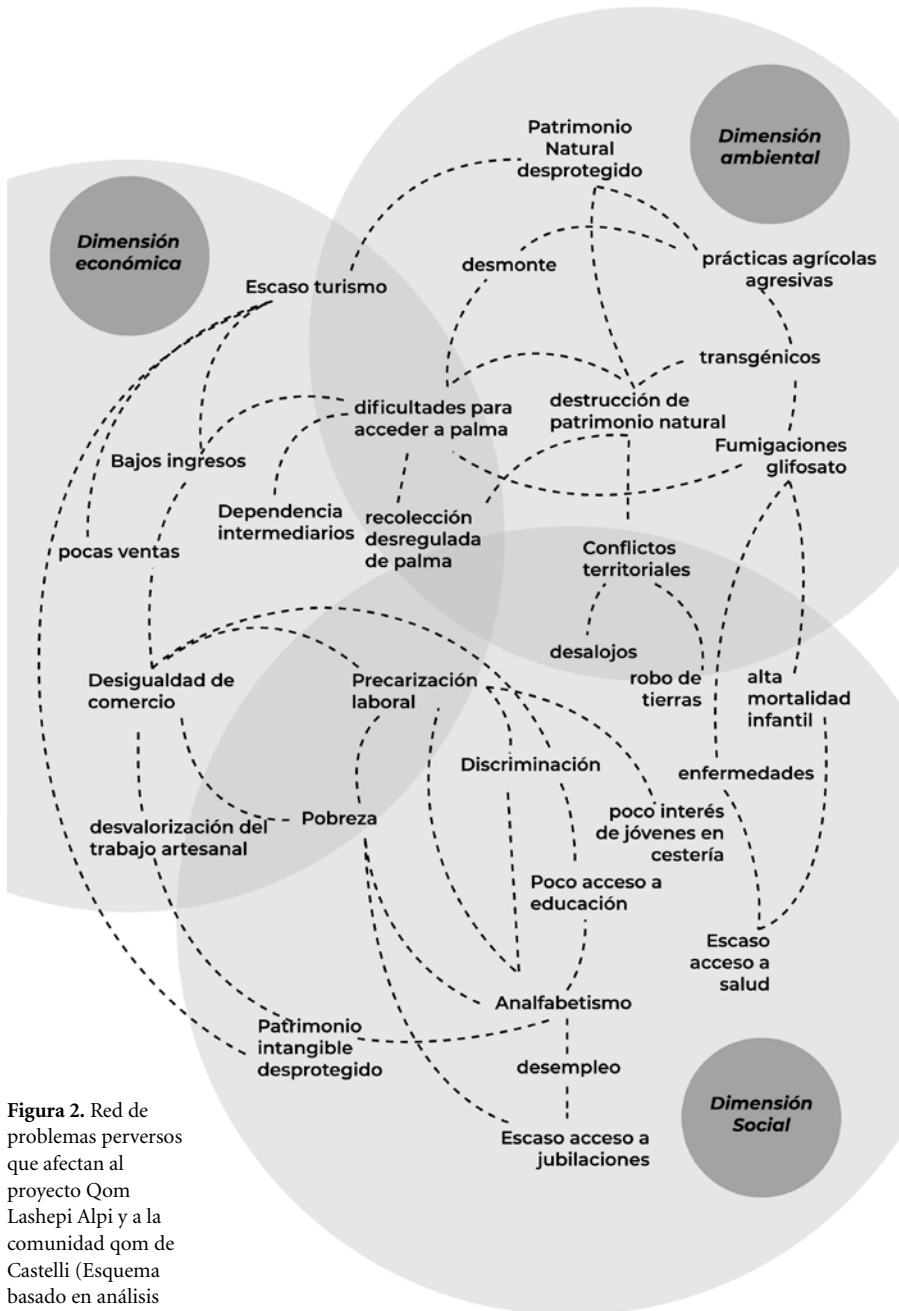 Patrimonio
Natural
desprotegido
Dimensión
ambiental
Dimensión
económica
desmonte
prácticas agrícolas
agresivas
Escaso turismo
transgénicos
dificultades para
acceder a palma
destrucción de
patrimonio natural
Fumigaciones
glifosato
Bajos ingresos
Dependencia
intermediarios
recolección
desregulada
de palma
pocas ventas
Conflictos
territoriales
desalojos
robo de
tierras
alta
mortalidad
infantil
Desigualdad de
comercio
Precarización
laboral
Discriminación
enfermedades
desvalorización del
trabajo artesanal
Pobreza
poco interés
de jóvenes en
cestería
Poco acceso a
educación
Escaso
acceso a
salud
Analfabetismo
Patrimonio
intangible
desprotegido
desempleo
Escaso acceso a
jubilaciones
Dimensión
Social
Figura 2. Red de
problemas perversos
que afectan al
proyecto Qom
Lashepi Alpi y a la
comunidad qom de
Castelli (Esquema
basado en análisis